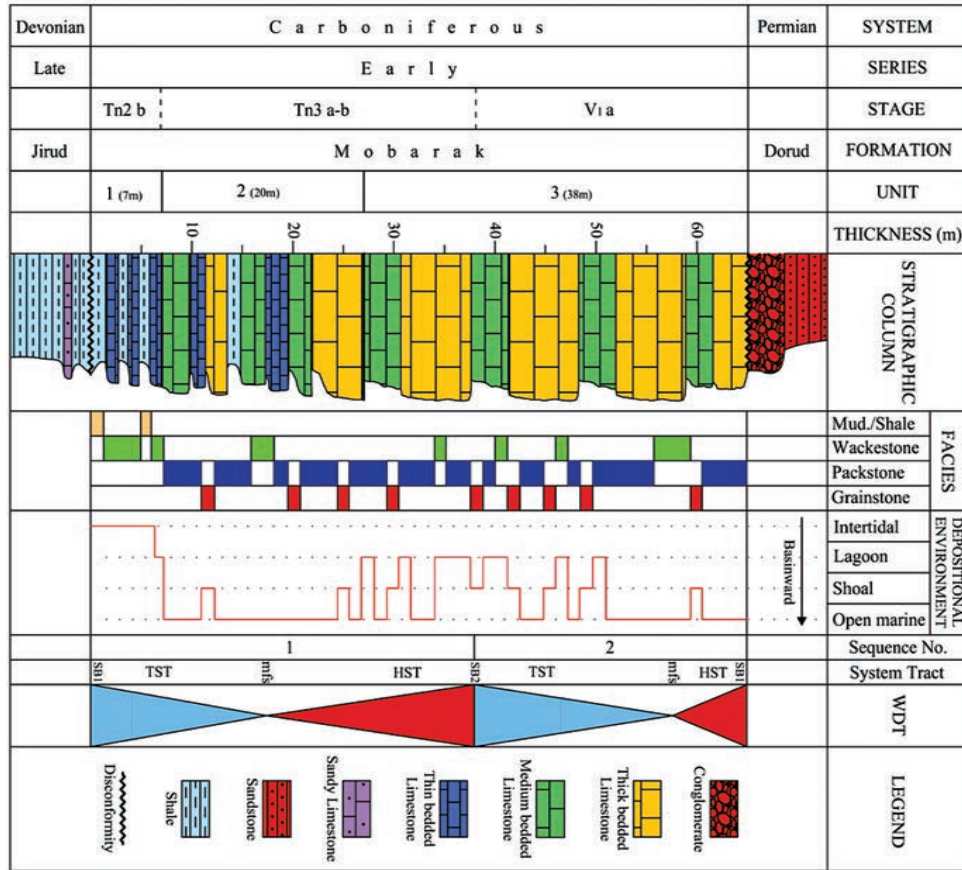 Devonian C a r b o n i f e r o u s Permian SYSTEM
Late E a r l y SERIES
Tn2 b Tn3 a-b V1 a STAGE
Jirud M o b a r a k Dorud FORMATION
1 (7m) 2 (20m) 3 (38m) UNIT
10 20 30 40 50 60 THICKNESS (m)
STRATIGRAPHIC
COLUMN
Mud./Shale
Wackestone
Packstone
Grainstone
FACIES
Intertidal
Lagoon
Shoal
Open marine
DEPOSITIONAL
ENVIRONMENT
Basinward
1 2 Sequence No.
SB1 TST mfs HST SB2 TST mfs HST SB1 System Tract
WDT
Disconformity
Shale
Sandstone
Sandy Limestone
Thin bedded
Limestone
Medium bedded
Limestone
Thick bedded
Limestone
Conglomerate
LEGEND